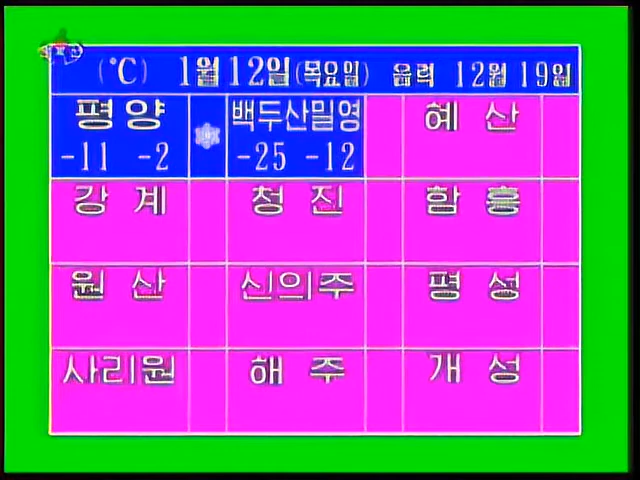 (℃) 1월 12일 (목요일) 음력 12월 19일
평양 백두산밀영 혜산
-11 -2 -25 -12
강계 청진 함흥
원산 신의주 평성
사리원 해주 개성